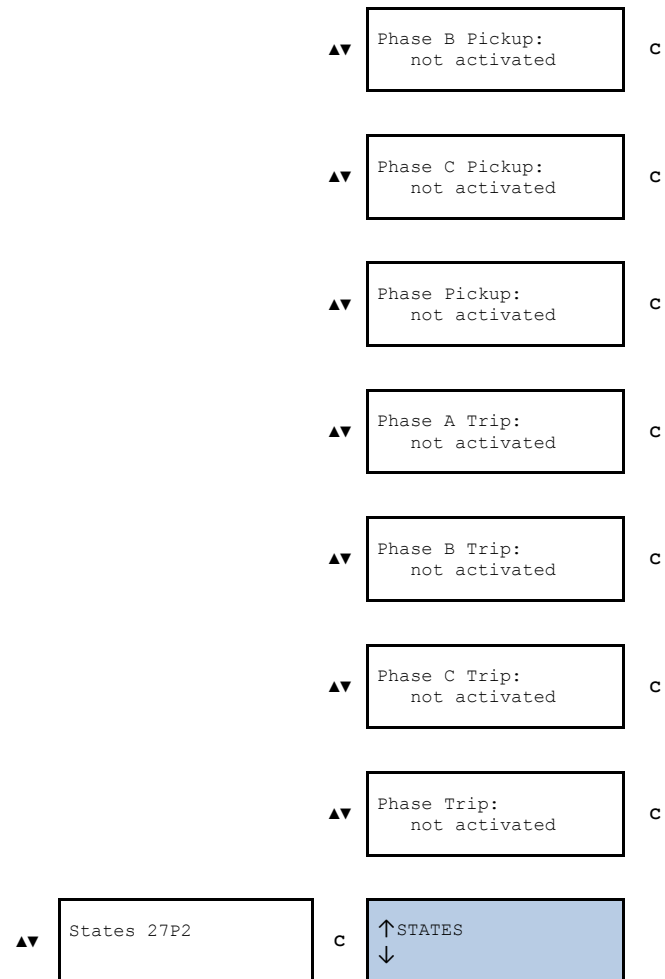 ▲▼ Phase B Pickup: C
not activated
▲▼ Phase C Pickup: C
not activated
▲▼ Phase Pickup: C
not activated
▲▼ Phase A Trip: C
not activated
▲▼ Phase B Trip: C
not activated
▲▼ Phase C Trip: C
not activated
▲▼ Phase Trip: C
not activated
▲▼ States 27P2 C ↑STATES
↓